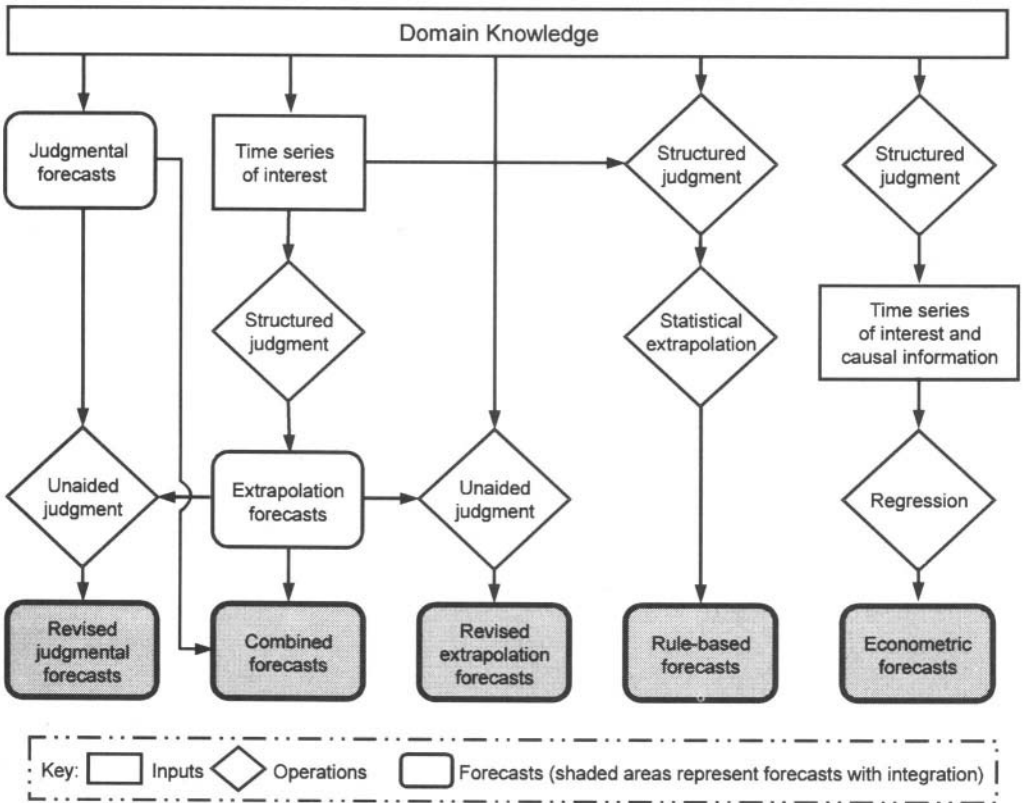 Domain Knowledge
Judgmental
forecasts
Time series
of interest
Structured
judgment
Structured
judgment
Structured
judgment
Statistical
extrapolation
Time series
of interest and
causal information
Unaided
judgment
Extrapolation
forecasts
Unaided
judgment
Regression
Revised
judgmental
forecasts
Combined
forecasts
Revised
extrapolation
forecasts
Rule-based
forecasts
Econometric
forecasts
Key: Inputs Operations Forecasts (shaded areas represent forecasts with integration)